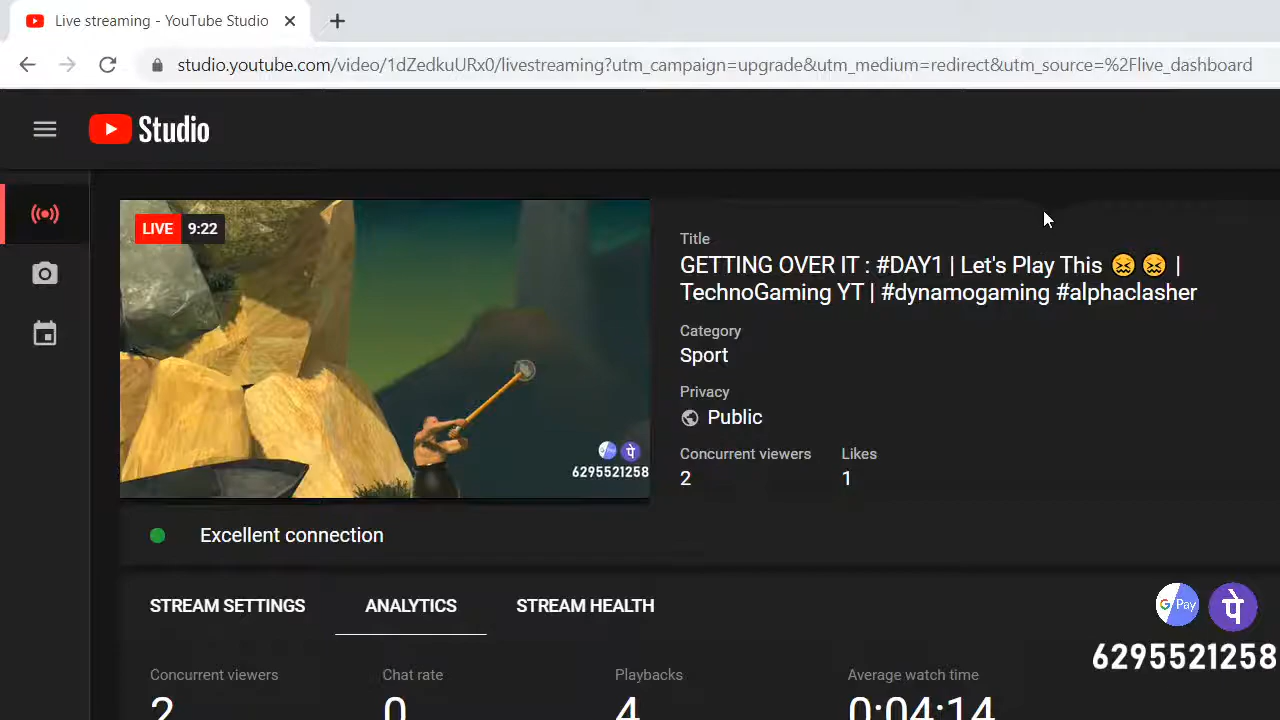 Live streaming - YouTube Studio
studio.youtube.com/video/1dZedkuURx0/livestreaming?utm_campaign=upgrade&utm_medium=redirect&utm_source=%2Flive_dashboard
Studio
LIVE 9:22
6295521258
Title
GETTING OVER IT : #DAY1 | Let's Play This 😖 😖 |
TechnoGaming YT | #dynamogaming #alphaclasher
Category
Sport
Privacy
Public
Concurrent viewers Likes
2 1
Excellent connection
STREAM SETTINGS ANALYTICS STREAM HEALTH
G Pay पे
6295521258
Concurrent viewers Chat rate Playbacks Average watch time
2 0 4 0:04:14